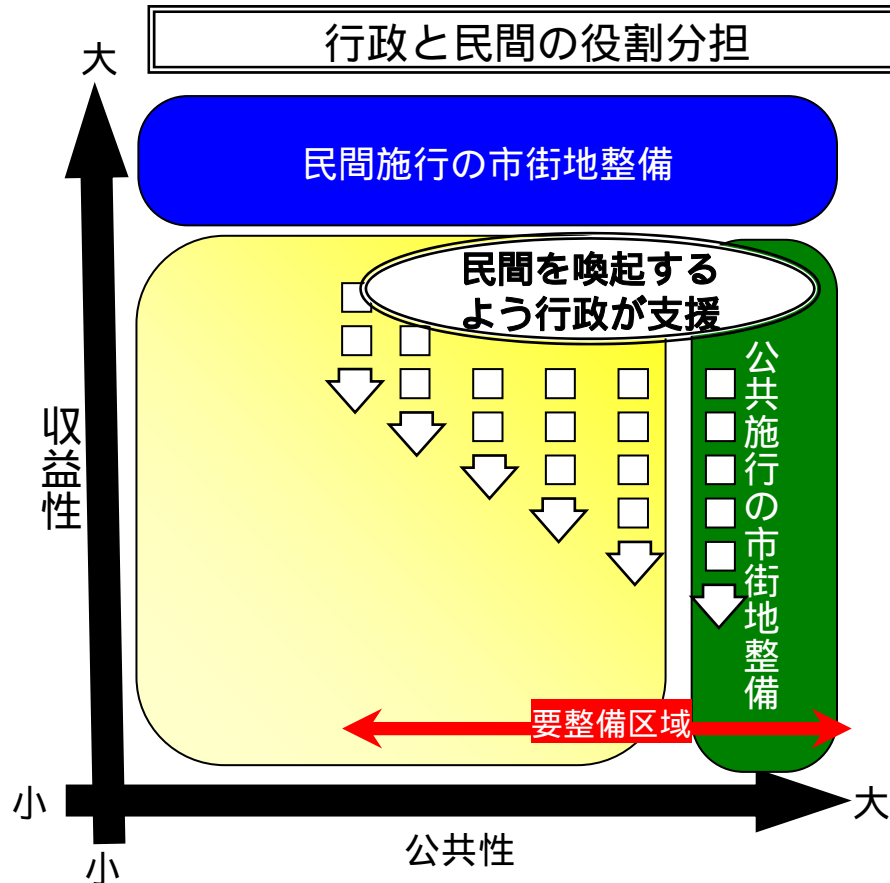 行政と民間の役割分担
大
民間施行の市街地整備
民間を喚起する
よう行政が支援
公共施行の市街地整備
収益性
要整備区域
小
大
公共性
小